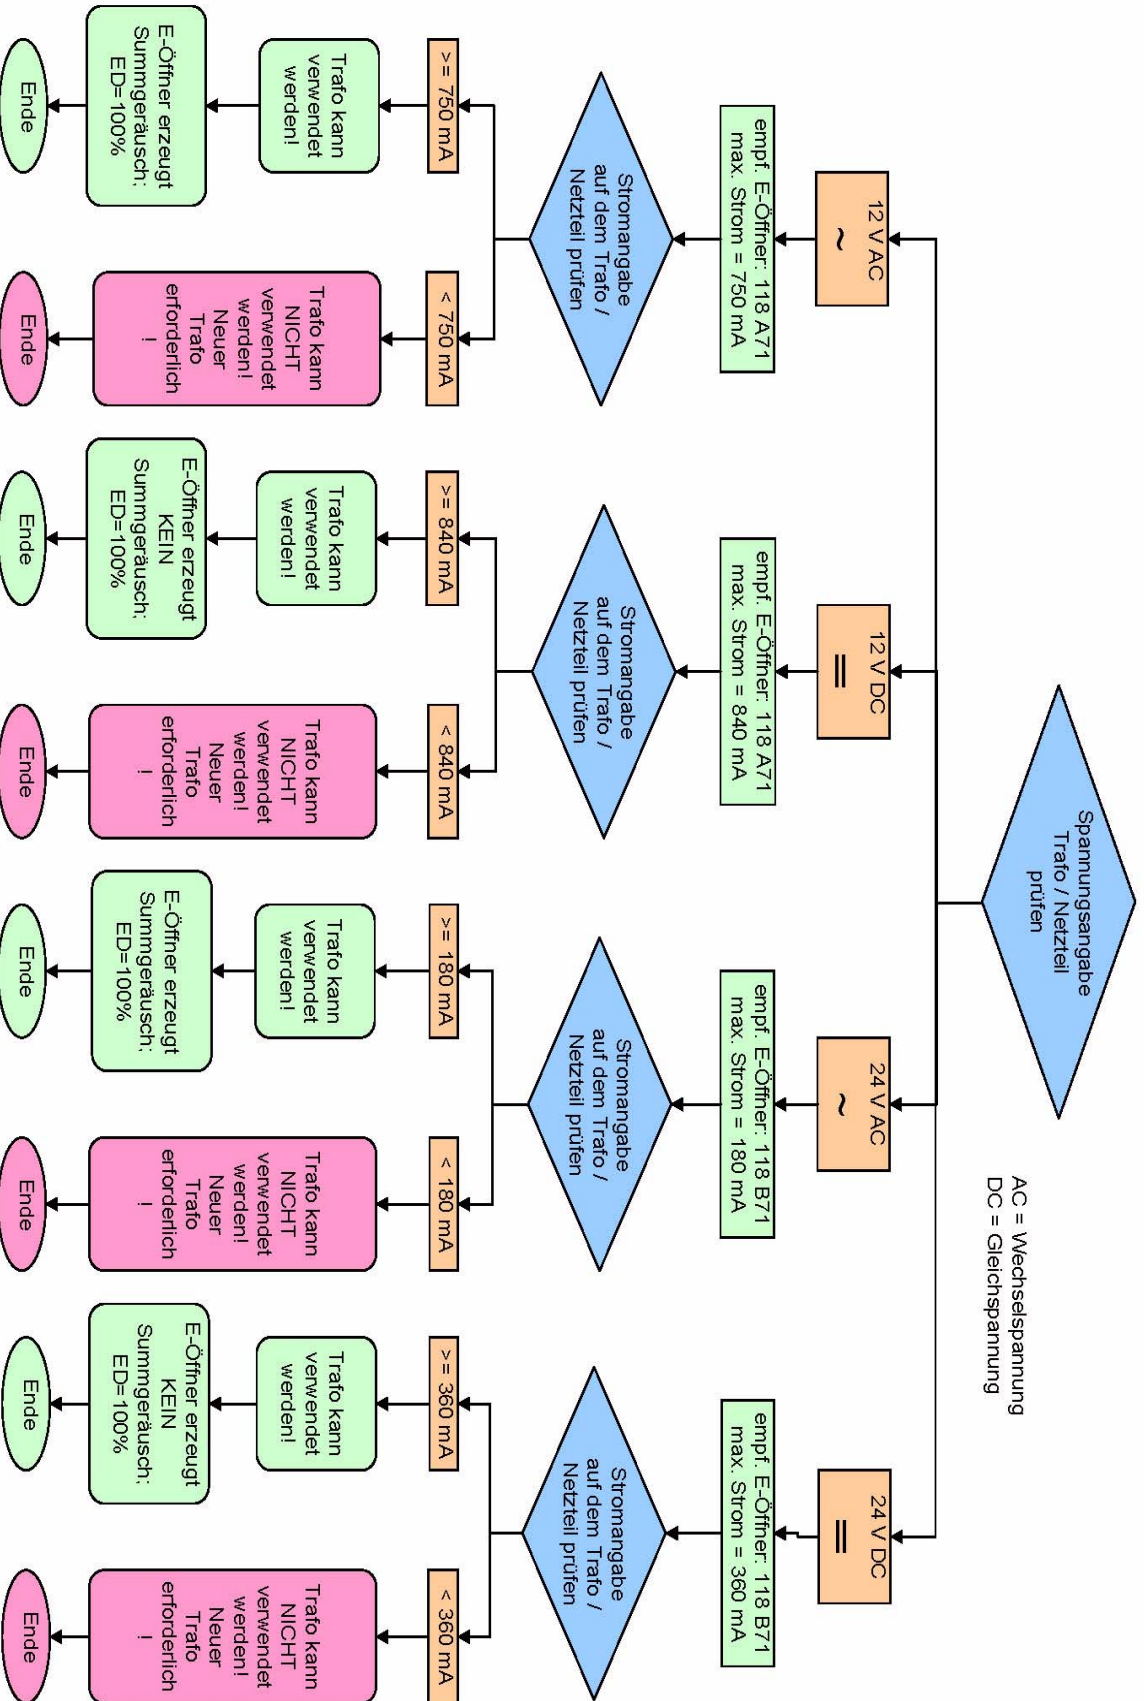 Spannungsangabe
Trafo / Netzteil
prüfen
AC = Wechselspannung
DC = Gleichspannung
12 V AC
~
12 V DC
=
24 V AC
~
24 V DC
=
empf. E-Öffner: 118 A71
max. Strom = 750 mA
empf. E-Öffner: 118 A71
max. Strom = 840 mA
empf. E-Öffner: 118 B71
max. Strom = 180 mA
empf. E-Öffner: 118 B71
max. Strom = 360 mA
Stromangabe
auf dem Trafo /
Netzteil prüfen
Stromangabe
auf dem Trafo /
Netzteil prüfen
Stromangabe
auf dem Trafo /
Netzteil prüfen
Stromangabe
auf dem Trafo /
Netzteil prüfen
>= 750 mA
< 750 mA
>= 840 mA
< 840 mA
>= 180 mA
< 180 mA
>= 360 mA
< 360 mA
Trafo kann
verwendet
werden!
Trafo kann
NICHT
verwendet
werden!
Neuer
Trafo
erforderlich
!
Trafo kann
verwendet
werden!
Trafo kann
NICHT
verwendet
werden!
Neuer
Trafo
erforderlich
!
Trafo kann
verwendet
werden!
Trafo kann
NICHT
verwendet
werden!
Neuer
Trafo
erforderlich
!
Trafo kann
verwendet
werden!
Trafo kann
NICHT
verwendet
werden!
Neuer
Trafo
erforderlich
!
E-Öffner erzeugt
Summgeräusch;
ED=100%
E-Öffner erzeugt
KEIN
Summgeräusch;
ED=100%
E-Öffner erzeugt
Summgeräusch;
ED=100%
E-Öffner erzeugt
KEIN
Summgeräusch;
ED=100%
Ende
Ende
Ende
Ende
Ende
Ende
Ende
Ende